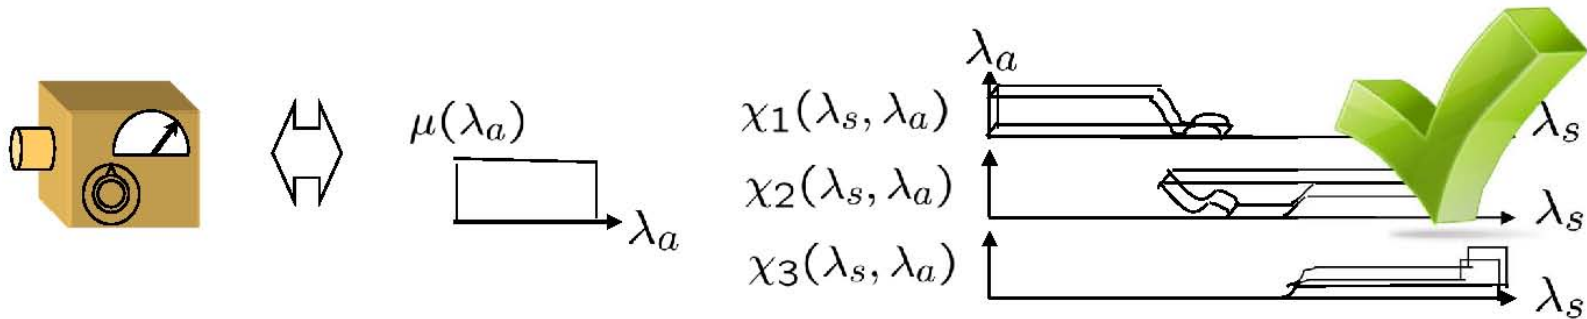 μ(λₐ)
λₐ
λₐ
χ₁(λₛ, λₐ)
λₛ
χ₂(λₛ, λₐ)
λₛ
χ₃(λₛ, λₐ)
λₛ